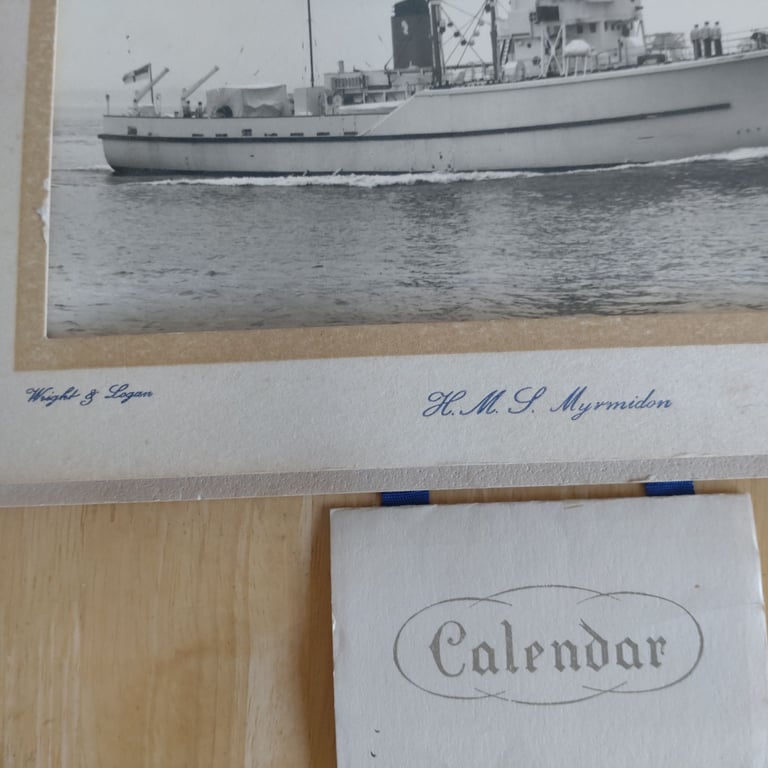 Wright & Logan
H. M. S. Myrmidon
Calendar